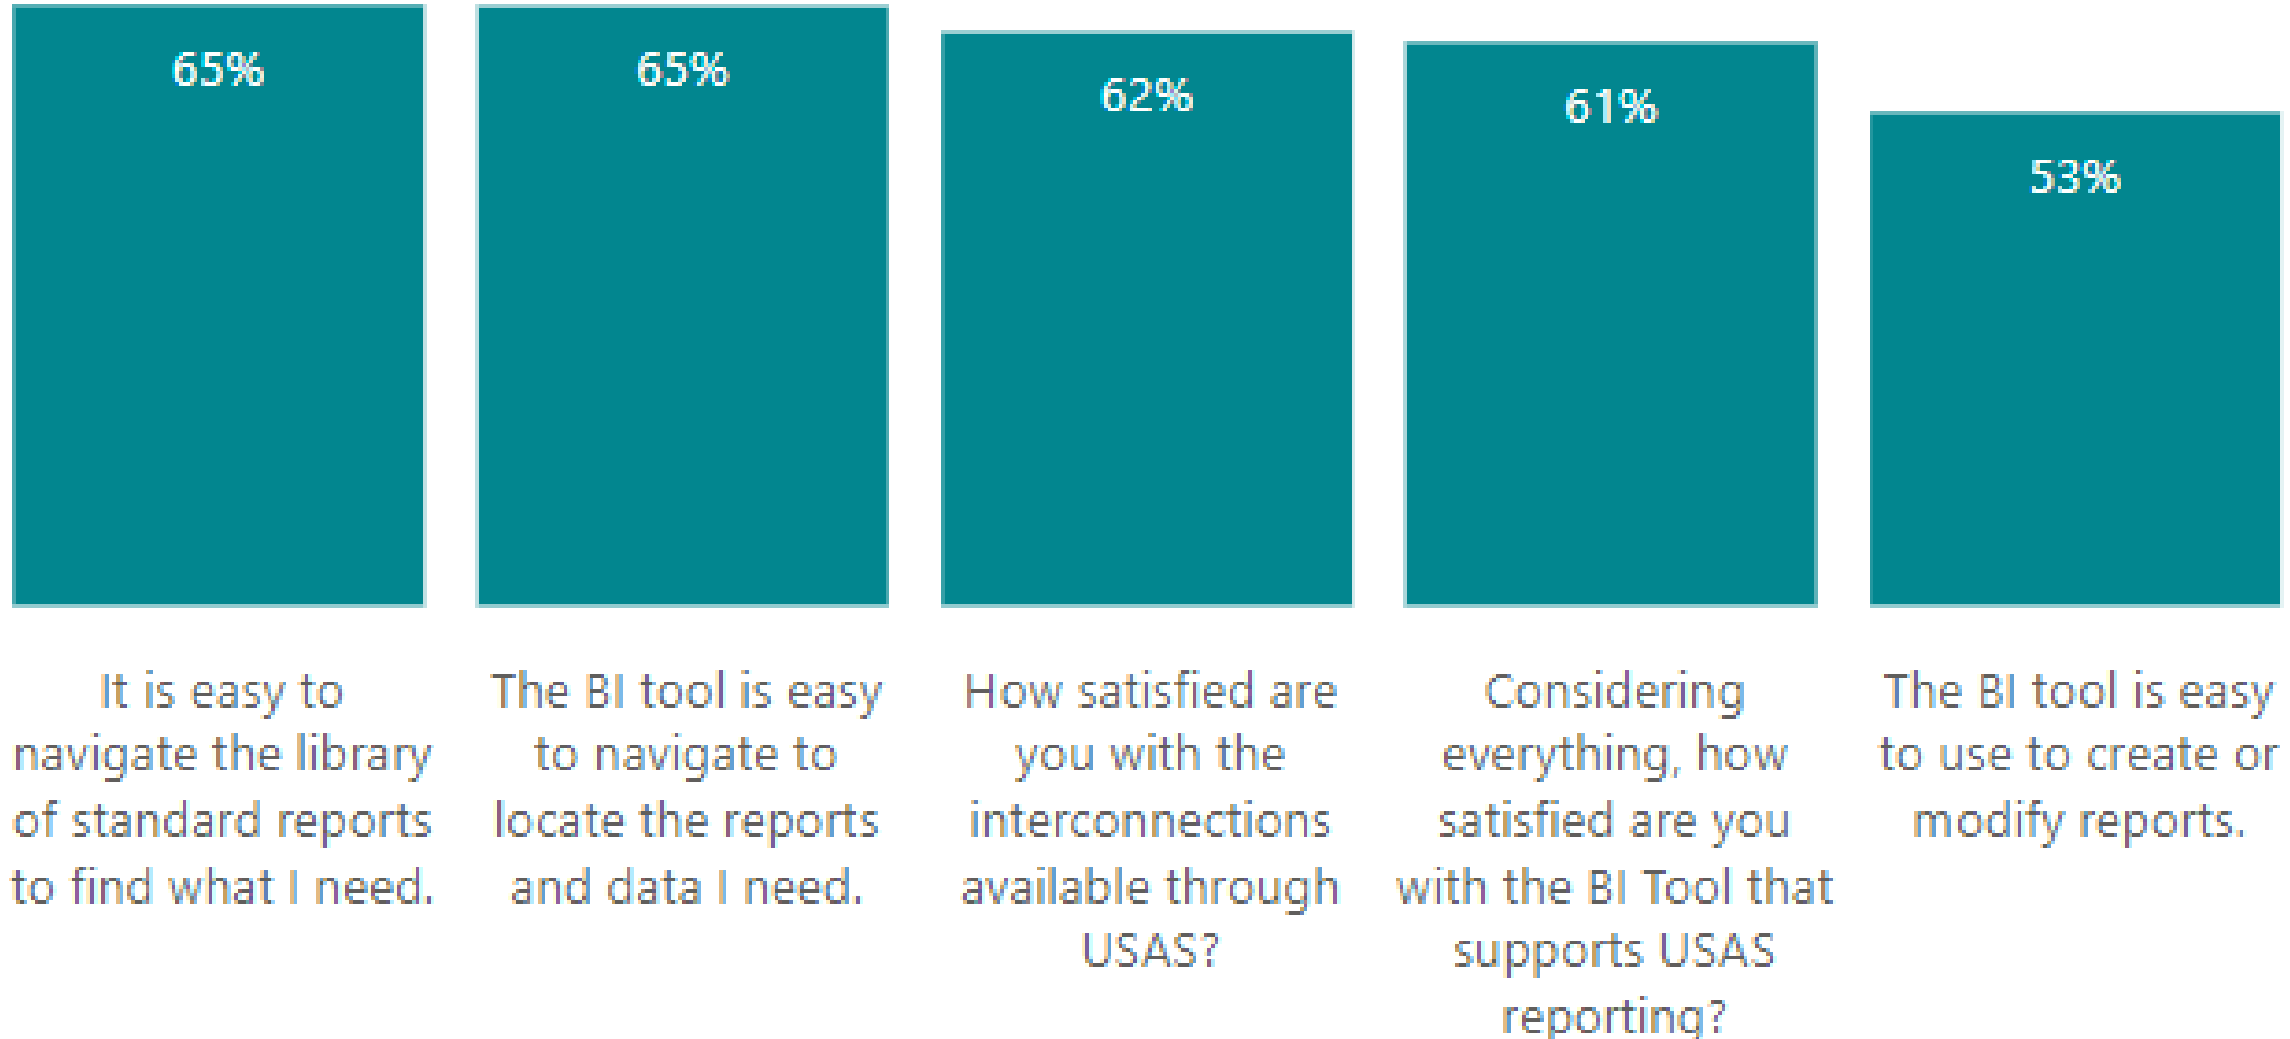 65%
65%
62%
61%
53%
It is easy to
navigate the library
of standard reports
to find what I need.
The BI tool is easy
to navigate to
locate the reports
and data I need.
How satisfied are
you with the
interconnections
available through
USAS?
Considering
everything, how
satisfied are you
with the BI Tool that
supports USAS
reporting?
The BI tool is easy
to use to create or
modify reports.